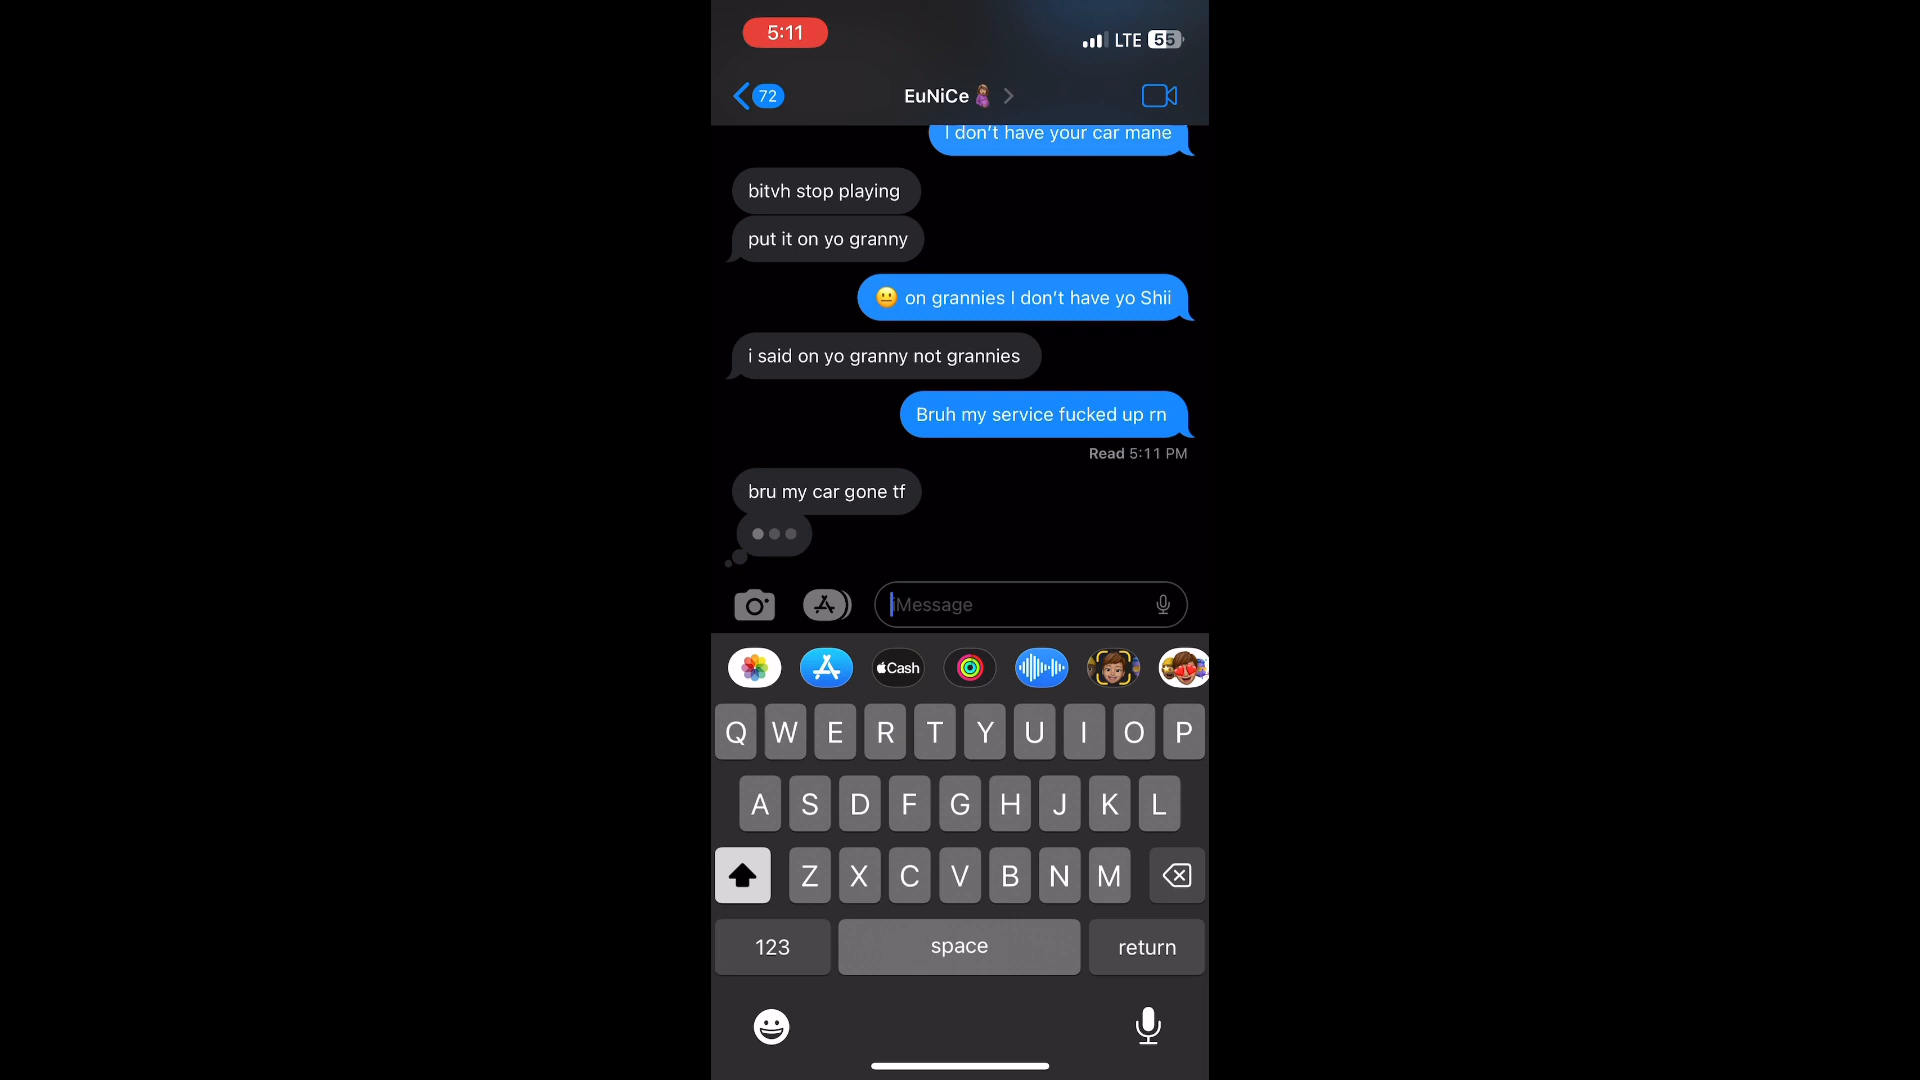 5:11
LTE 55
72
EuNiCe🤰🏽
I don’t have your car mane
bitvh stop playing
put it on yo granny
😐 on grannies I don’t have yo Shii
i said on yo granny not grannies
Bruh my service fucked up rn
Read 5:11 PM
bru my car gone tf
iMessage
Cash
Q W E R T Y U I O P
A S D F G H J K L
Z X C V B N M
123 space return